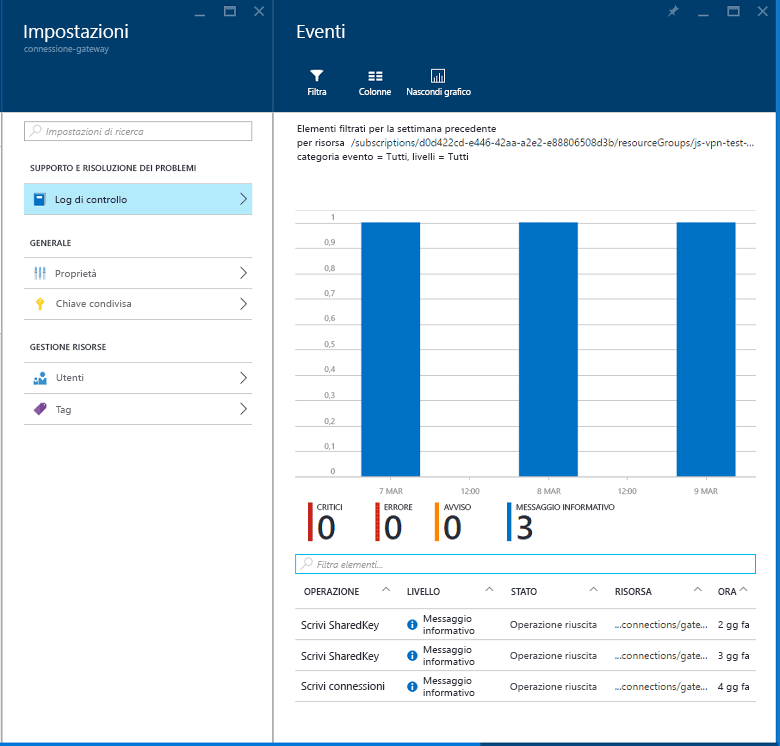 Impostazioni
connessione-gateway
Impostazioni di ricerca
SUPPORTO E RISOLUZIONE DEI PROBLEMI
Log di controllo
GENERALE
Proprietà
Chiave condivisa
GESTIONE RISORSE
Utenti
Tag
Eventi
Filtra Colonne Nascondi grafico
Elementi filtrati per la settimana precedente
per risorsa /subscriptions/d0d422cd-e446-42aa-a2e2-e88806508d3b/resourceGroups/js-vpn-test-...
categoria evento = Tutti, livelli = Tutti
1
0,9
0,8
0,7
0,6
0,5
0,4
0,3
0,2
0,1
0
7 MAR 12:00 8 MAR 12:00 9 MAR
CRITICI ERRORE AVVISO MESSAGGIO INFORMATIVO
0 0 0 3
Filtra elementi...
OPERAZIONE LIVELLO STATO RISORSA ORA
Scrivi SharedKey Messaggio informativo Operazione riuscita ...connections/gate... 2 gg fa
Scrivi SharedKey Messaggio informativo Operazione riuscita ...connections/gate... 3 gg fa
Scrivi connessioni Messaggio informativo Operazione riuscita ...connections/gate... 4 gg fa